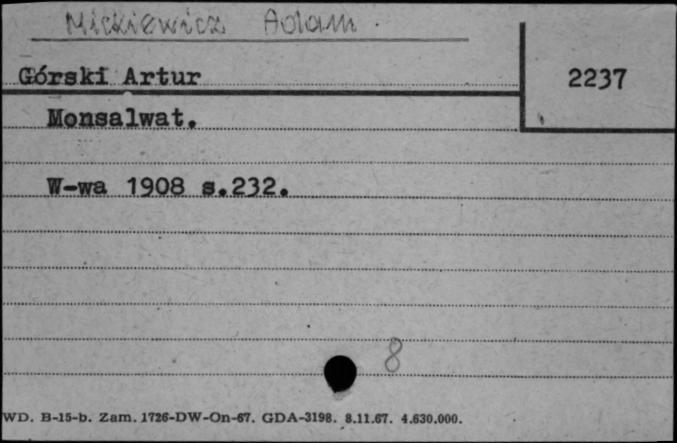 Mickiewicz Adam.
Górski Artur
2237
Monsalwat.
W-wa 1908 s.232.
8
WD. B-15-b. Zam. 1726-DW-On-67. GDA-3198. 8.11.67. 4.630.000.